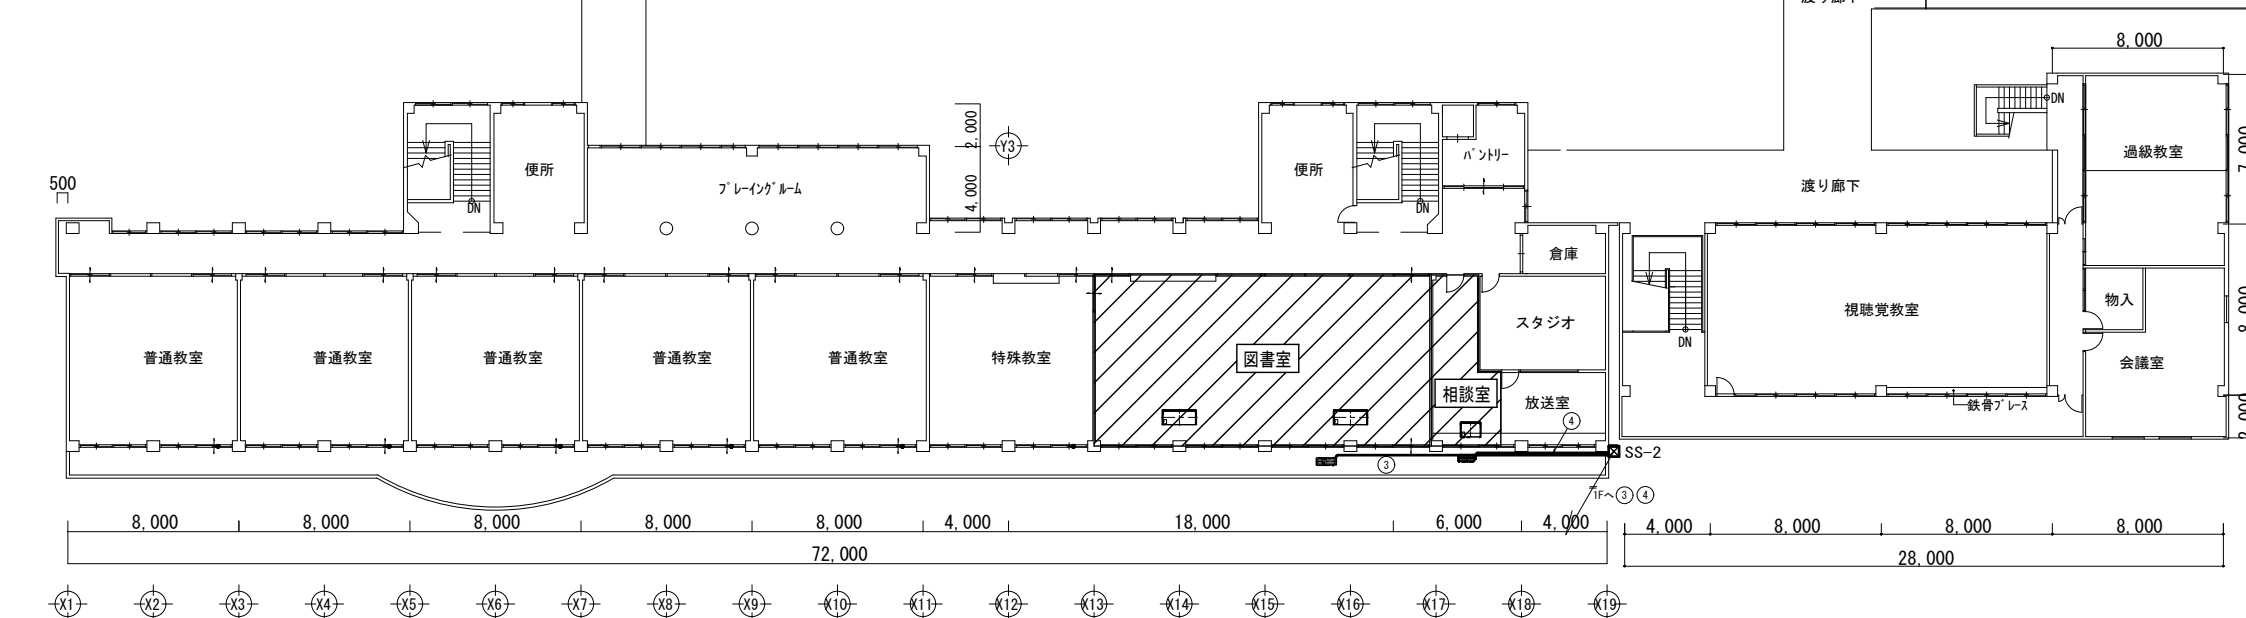 渡り廊下
8,000
DN
過級教室
7,000
2,000
Y3
便所
便所
パントリー
プレーイングルーム
4,000
渡り廊下
500
DN
DN
倉庫
物入
8,000
スタジオ
視聴覚教室
DN
普通教室
普通教室
普通教室
普通教室
普通教室
特殊教室
図書室
会議室
相談室
放送室
鉄骨ブレース
2,000
④
③
SS-2
1Fへ③④
8,000
8,000
8,000
8,000
8,000
4,000
18,000
6,000
4,000
4,000
8,000
8,000
8,000
72,000
28,000
X1
X2
X3
X4
X5
X6
X7
X8
X9
X10
X11
X12
X13
X14
X15
X16
X17
X18
X19